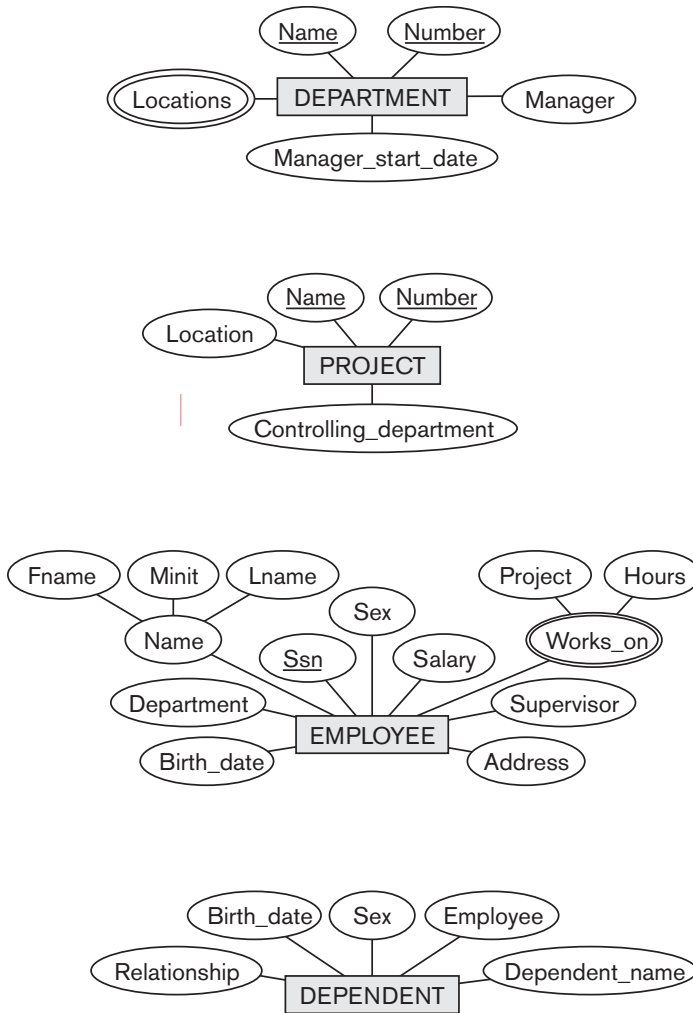 Name Number
Locations DEPARTMENT Manager
Manager_start_date
Name Number
Location
PROJECT
Controlling_department
Fname Minit Lname Project Hours
Sex
Name Works_on
Ssn Salary
Department Supervisor
EMPLOYEE
Birth_date Address
Birth_date Sex Employee
Relationship Dependent_name
DEPENDENT